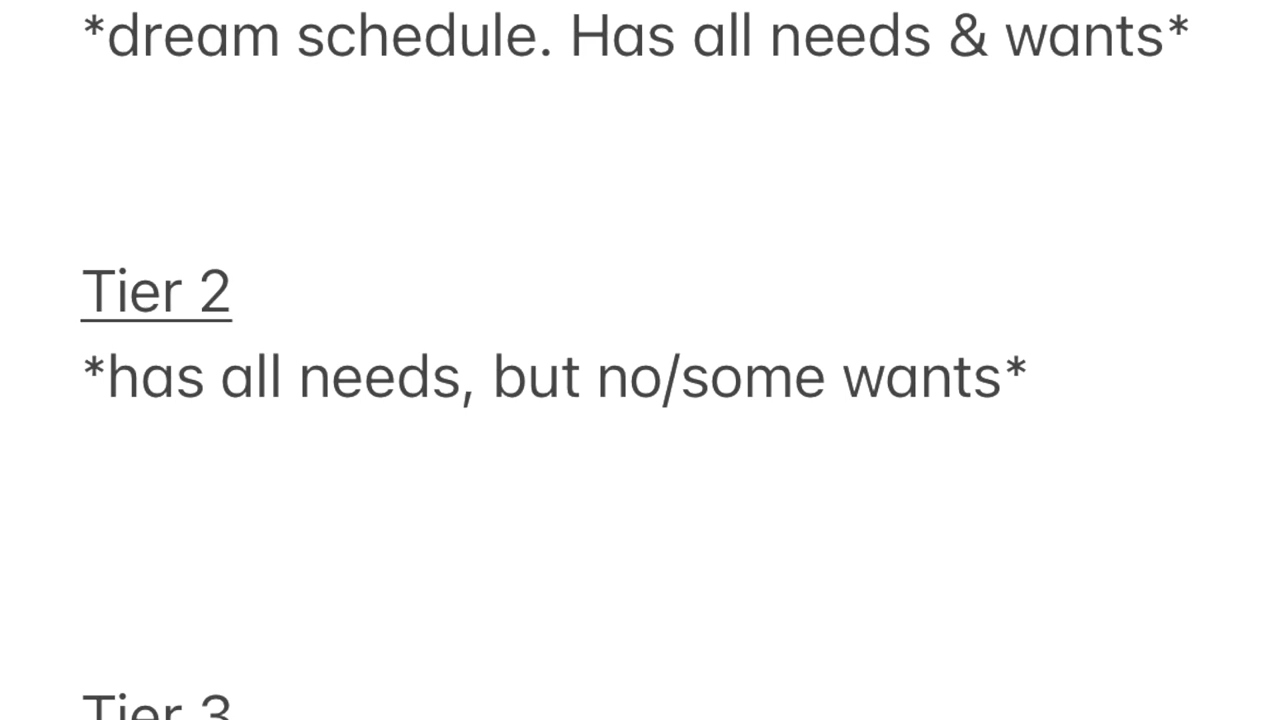 *dream schedule. Has all needs & wants*
Tier 2
*has all needs, but no/some wants*
Tier 3